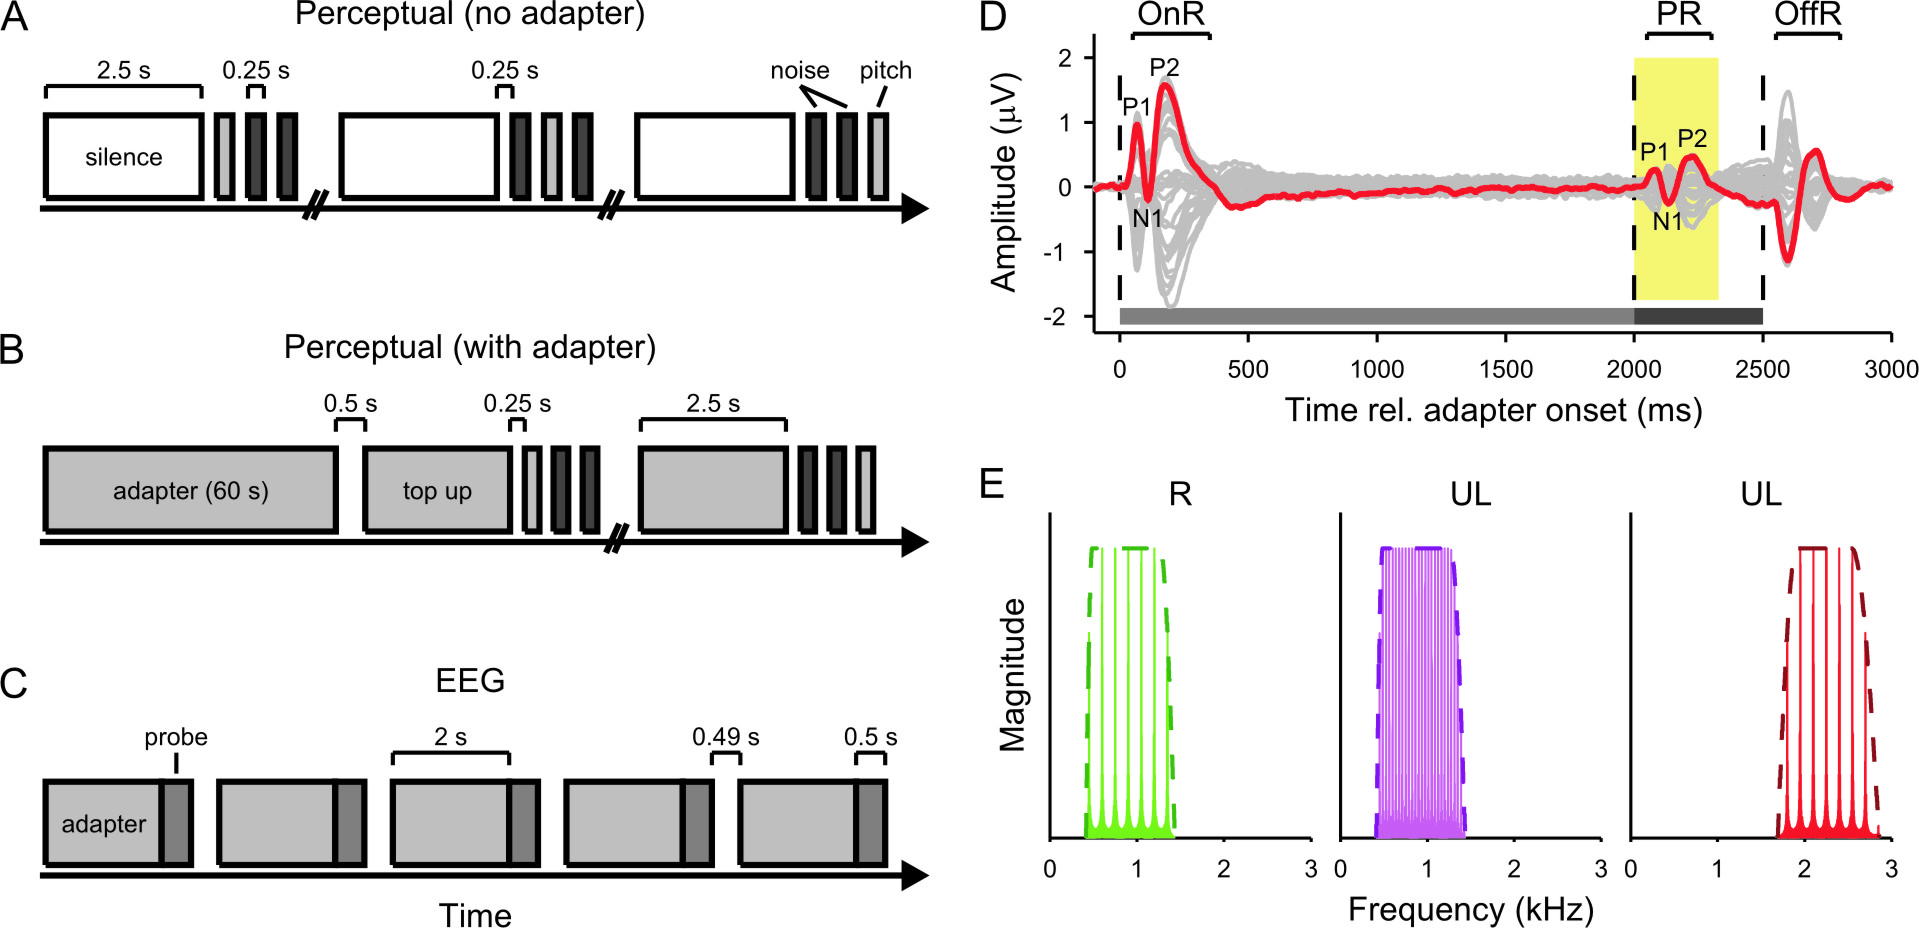 A
Perceptual (no adapter)
2.5 s
0.25 s
0.25 s
noise
pitch
silence
B
Perceptual (with adapter)
0.5 s
0.25 s
2.5 s
adapter (60 s)
top up
C
EEG
probe
2 s
0.49 s
0.5 s
adapter
Time
D
OnR
PR
OffR
Amplitude (µV)
2
1
0
-1
-2
P1
P2
N1
P1
P2
N1
0
500
1000
1500
2000
2500
3000
Time rel. adapter onset (ms)
E
R
UL
UL
Magnitude
0
1
2
3
0
1
2
3
0
1
2
3
Frequency (kHz)